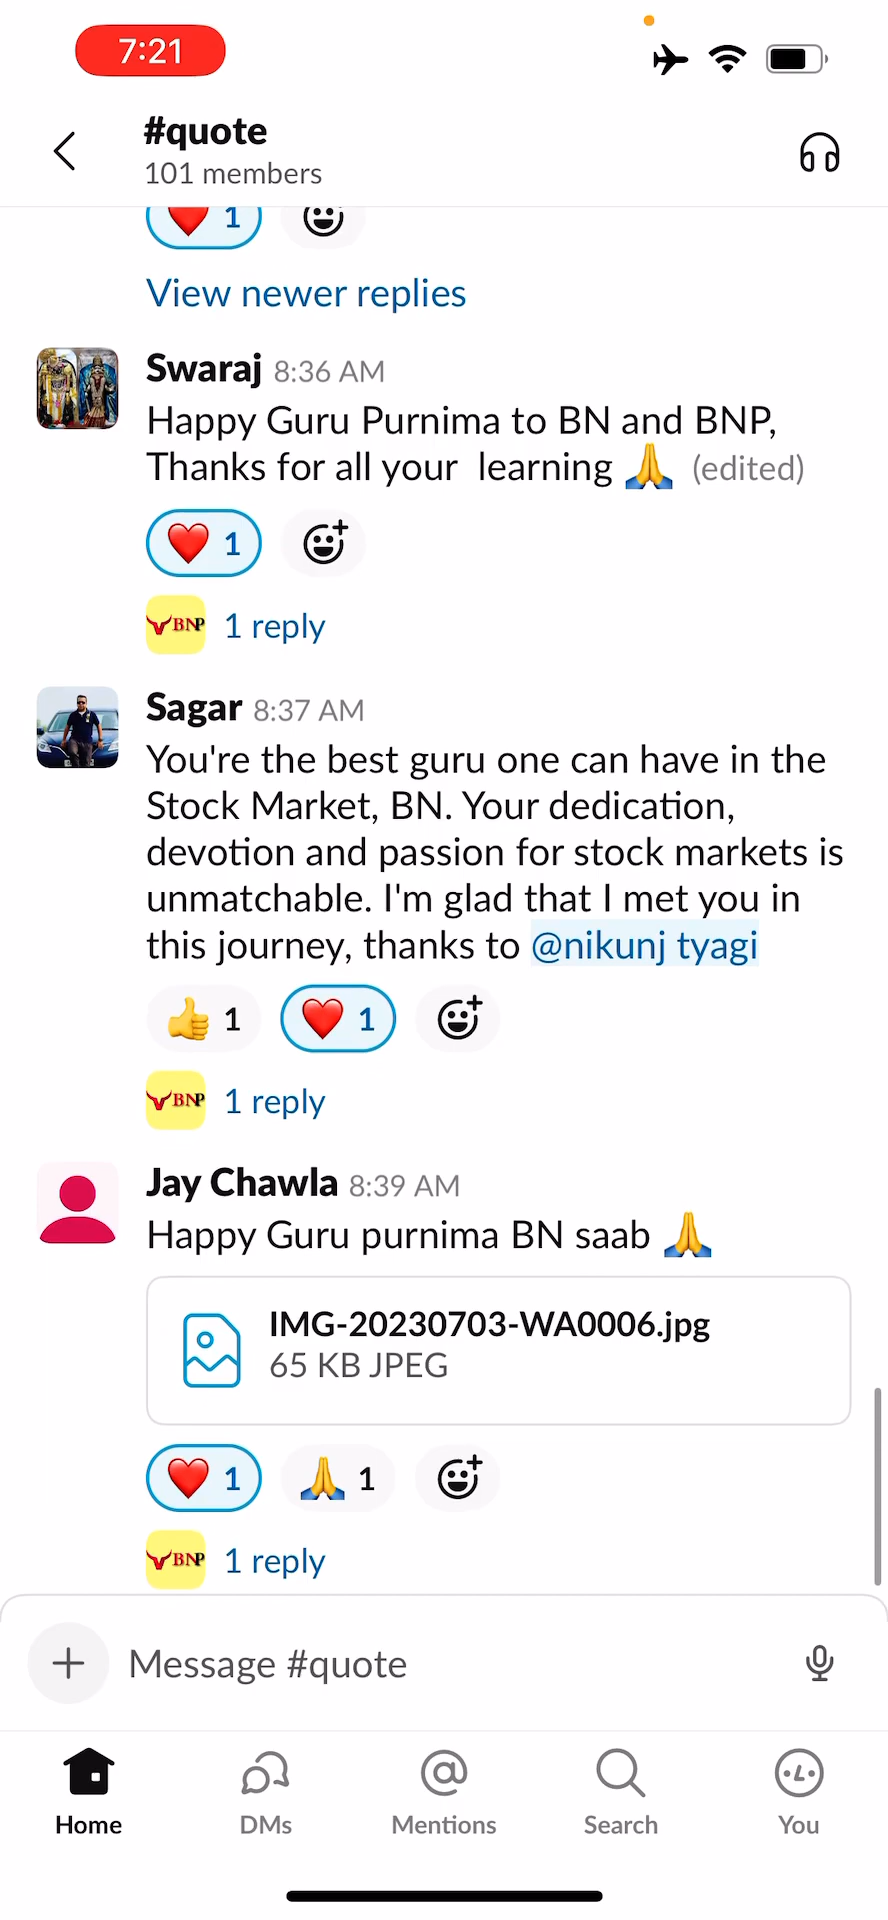 7:21
#quote
101 members
❤️ 1
View newer replies
Swaraj 8:36 AM
Happy Guru Purnima to BN and BNP,
Thanks for all your  learning 🙏 (edited)
❤️ 1
BNP 1 reply
Sagar 8:37 AM
You're the best guru one can have in the
Stock Market, BN. Your dedication,
devotion and passion for stock markets is
unmatchable. I'm glad that I met you in
this journey, thanks to @nikunj tyagi
👍 1 ❤️ 1
BNP 1 reply
Jay Chawla 8:39 AM
Happy Guru purnima BN saab 🙏
IMG-20230703-WA0006.jpg
65 KB JPEG
❤️ 1 🙏 1
BNP 1 reply
Message #quote
Home DMs Mentions Search You